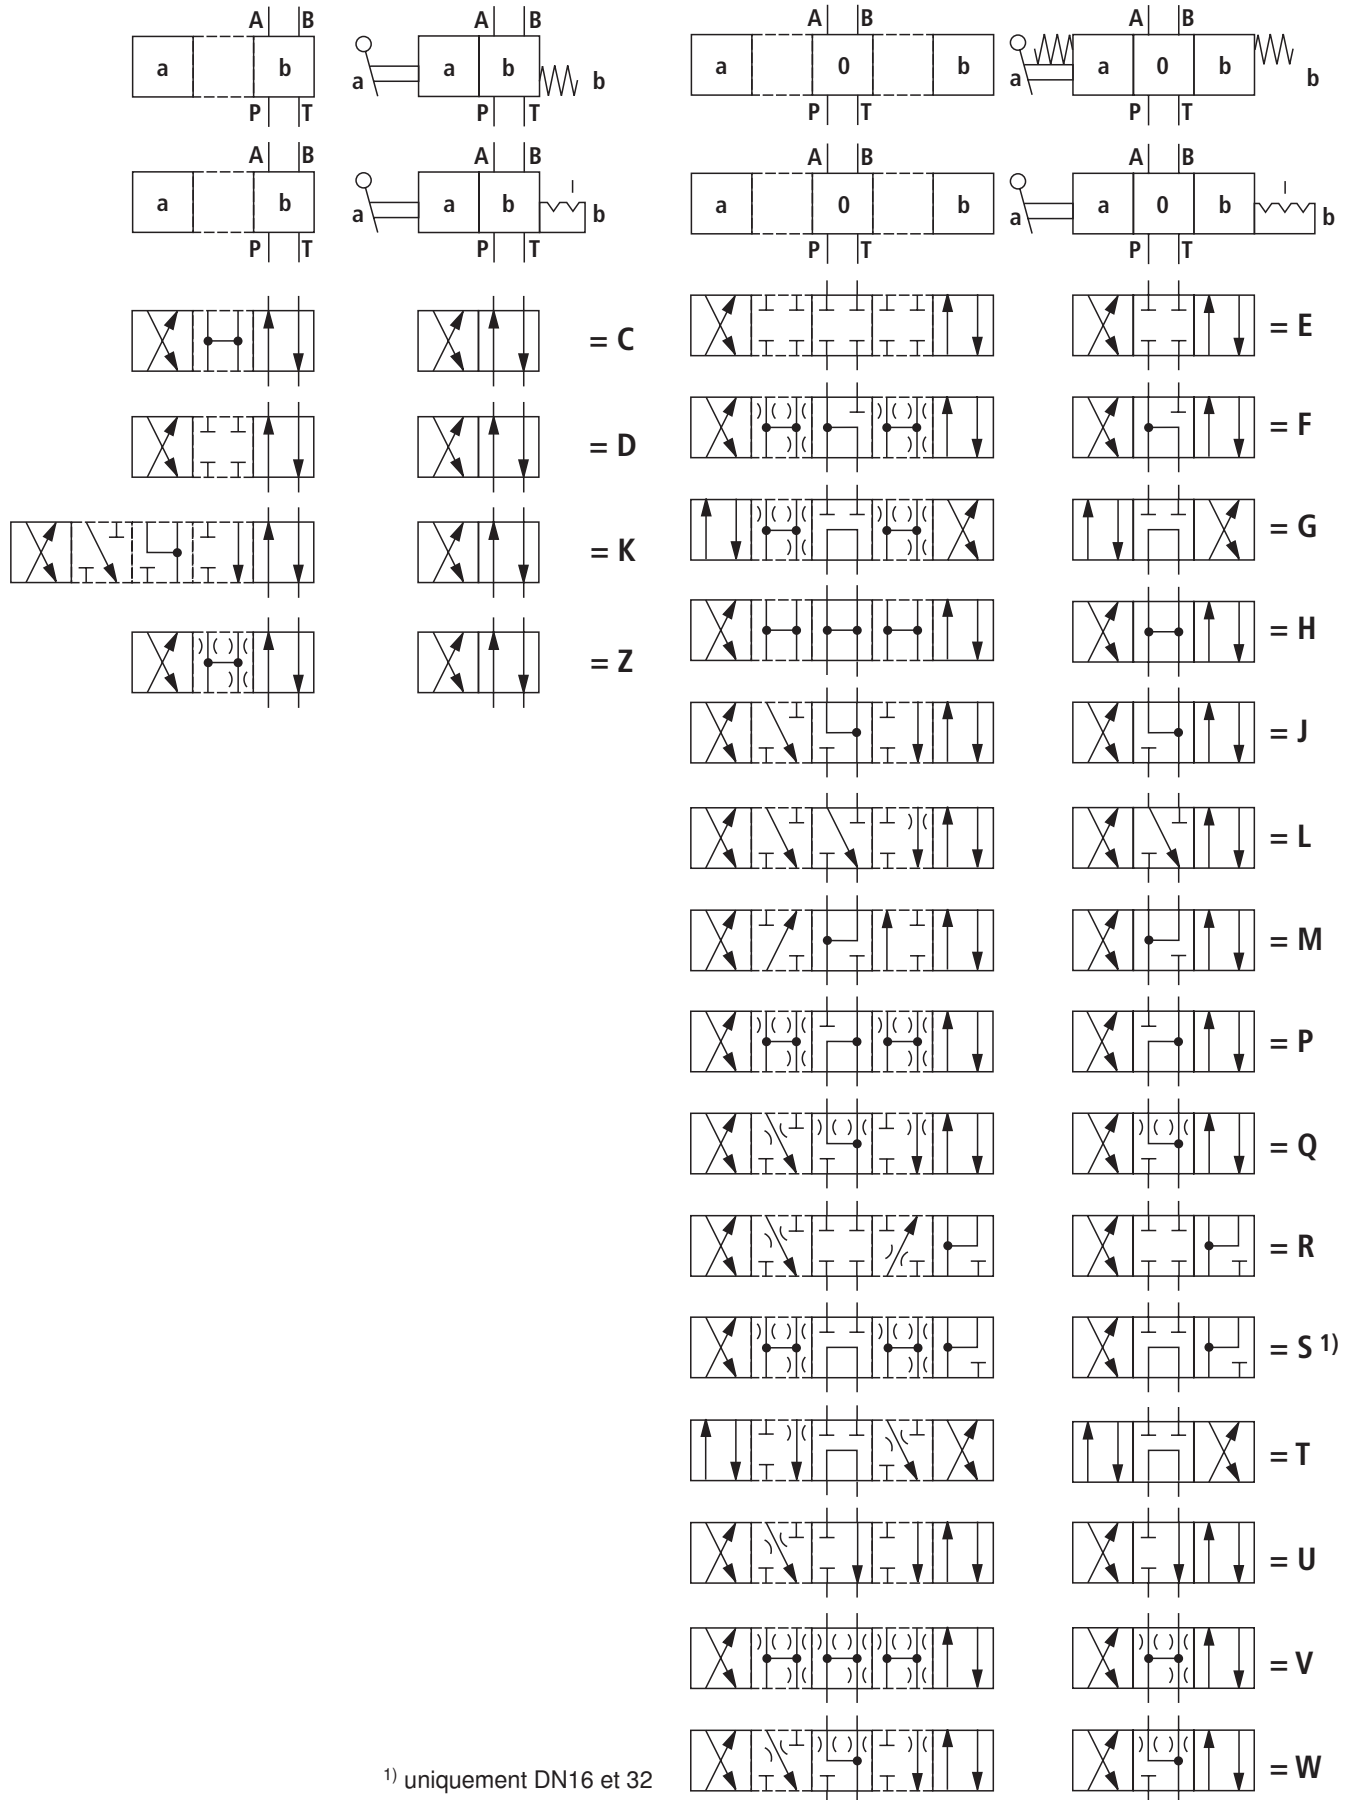 A B A B A B A B
a b a a b b a 0 b a a 0 b b
P T P T P T P T
A B A B A B A B
a b a a b b a 0 b a a 0 b b
P T P T P T P T
= E
= C
= F
= D
= G
= K
= H
= Z
= J
= L
= M
= P
= Q
= R
= S 1)
= T
= U
= V
= W
1) uniquement DN16 et 32